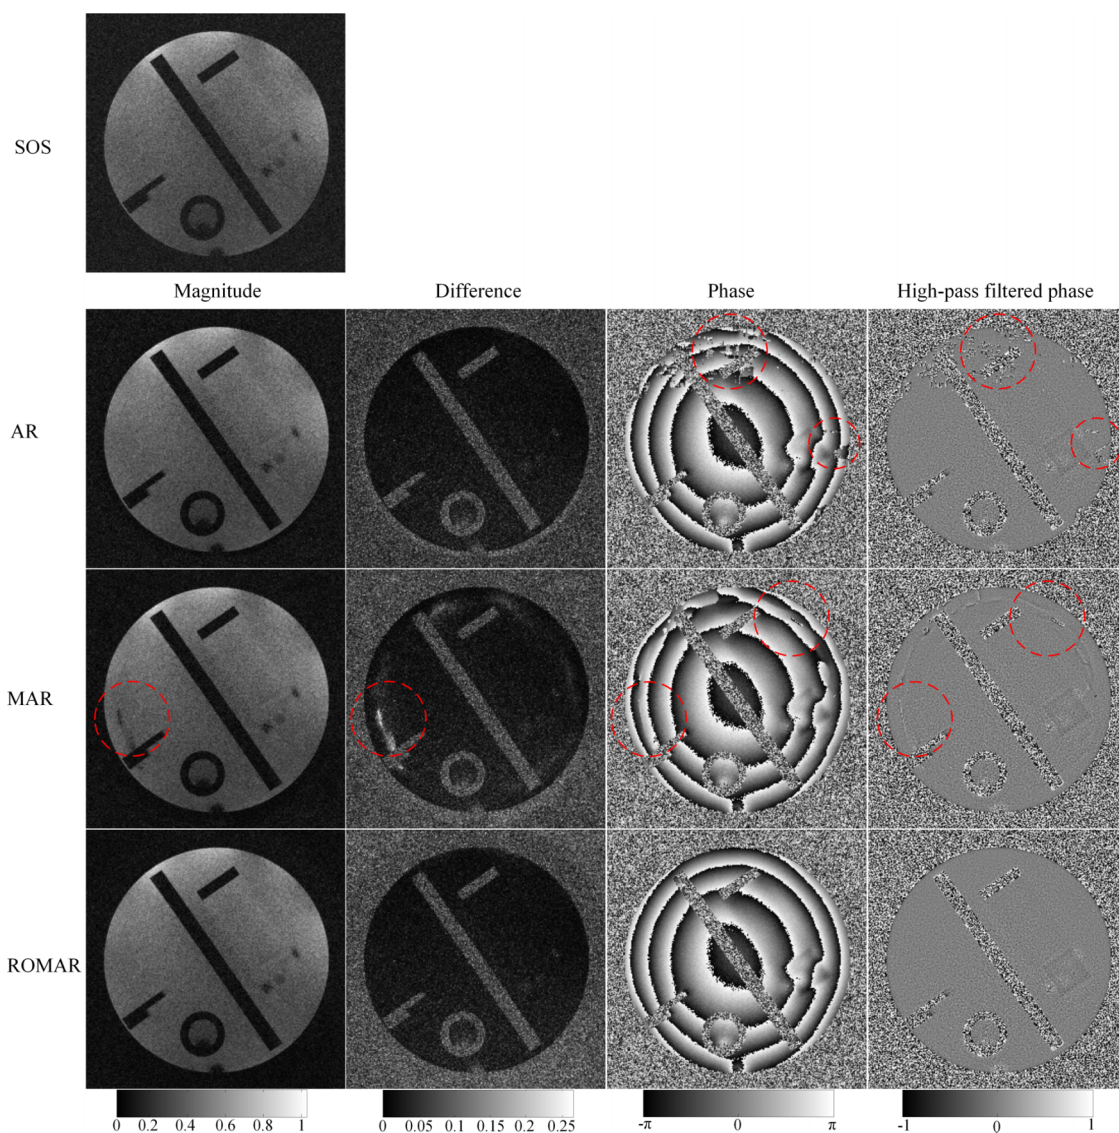 SOS
Magnitude Difference Phase High-pass filtered phase
AR
MAR
ROMAR
0 0.2 0.4 0.6 0.8 1 0 0.05 0.1 0.15 0.2 0.25 -π 0 π -1 0 1